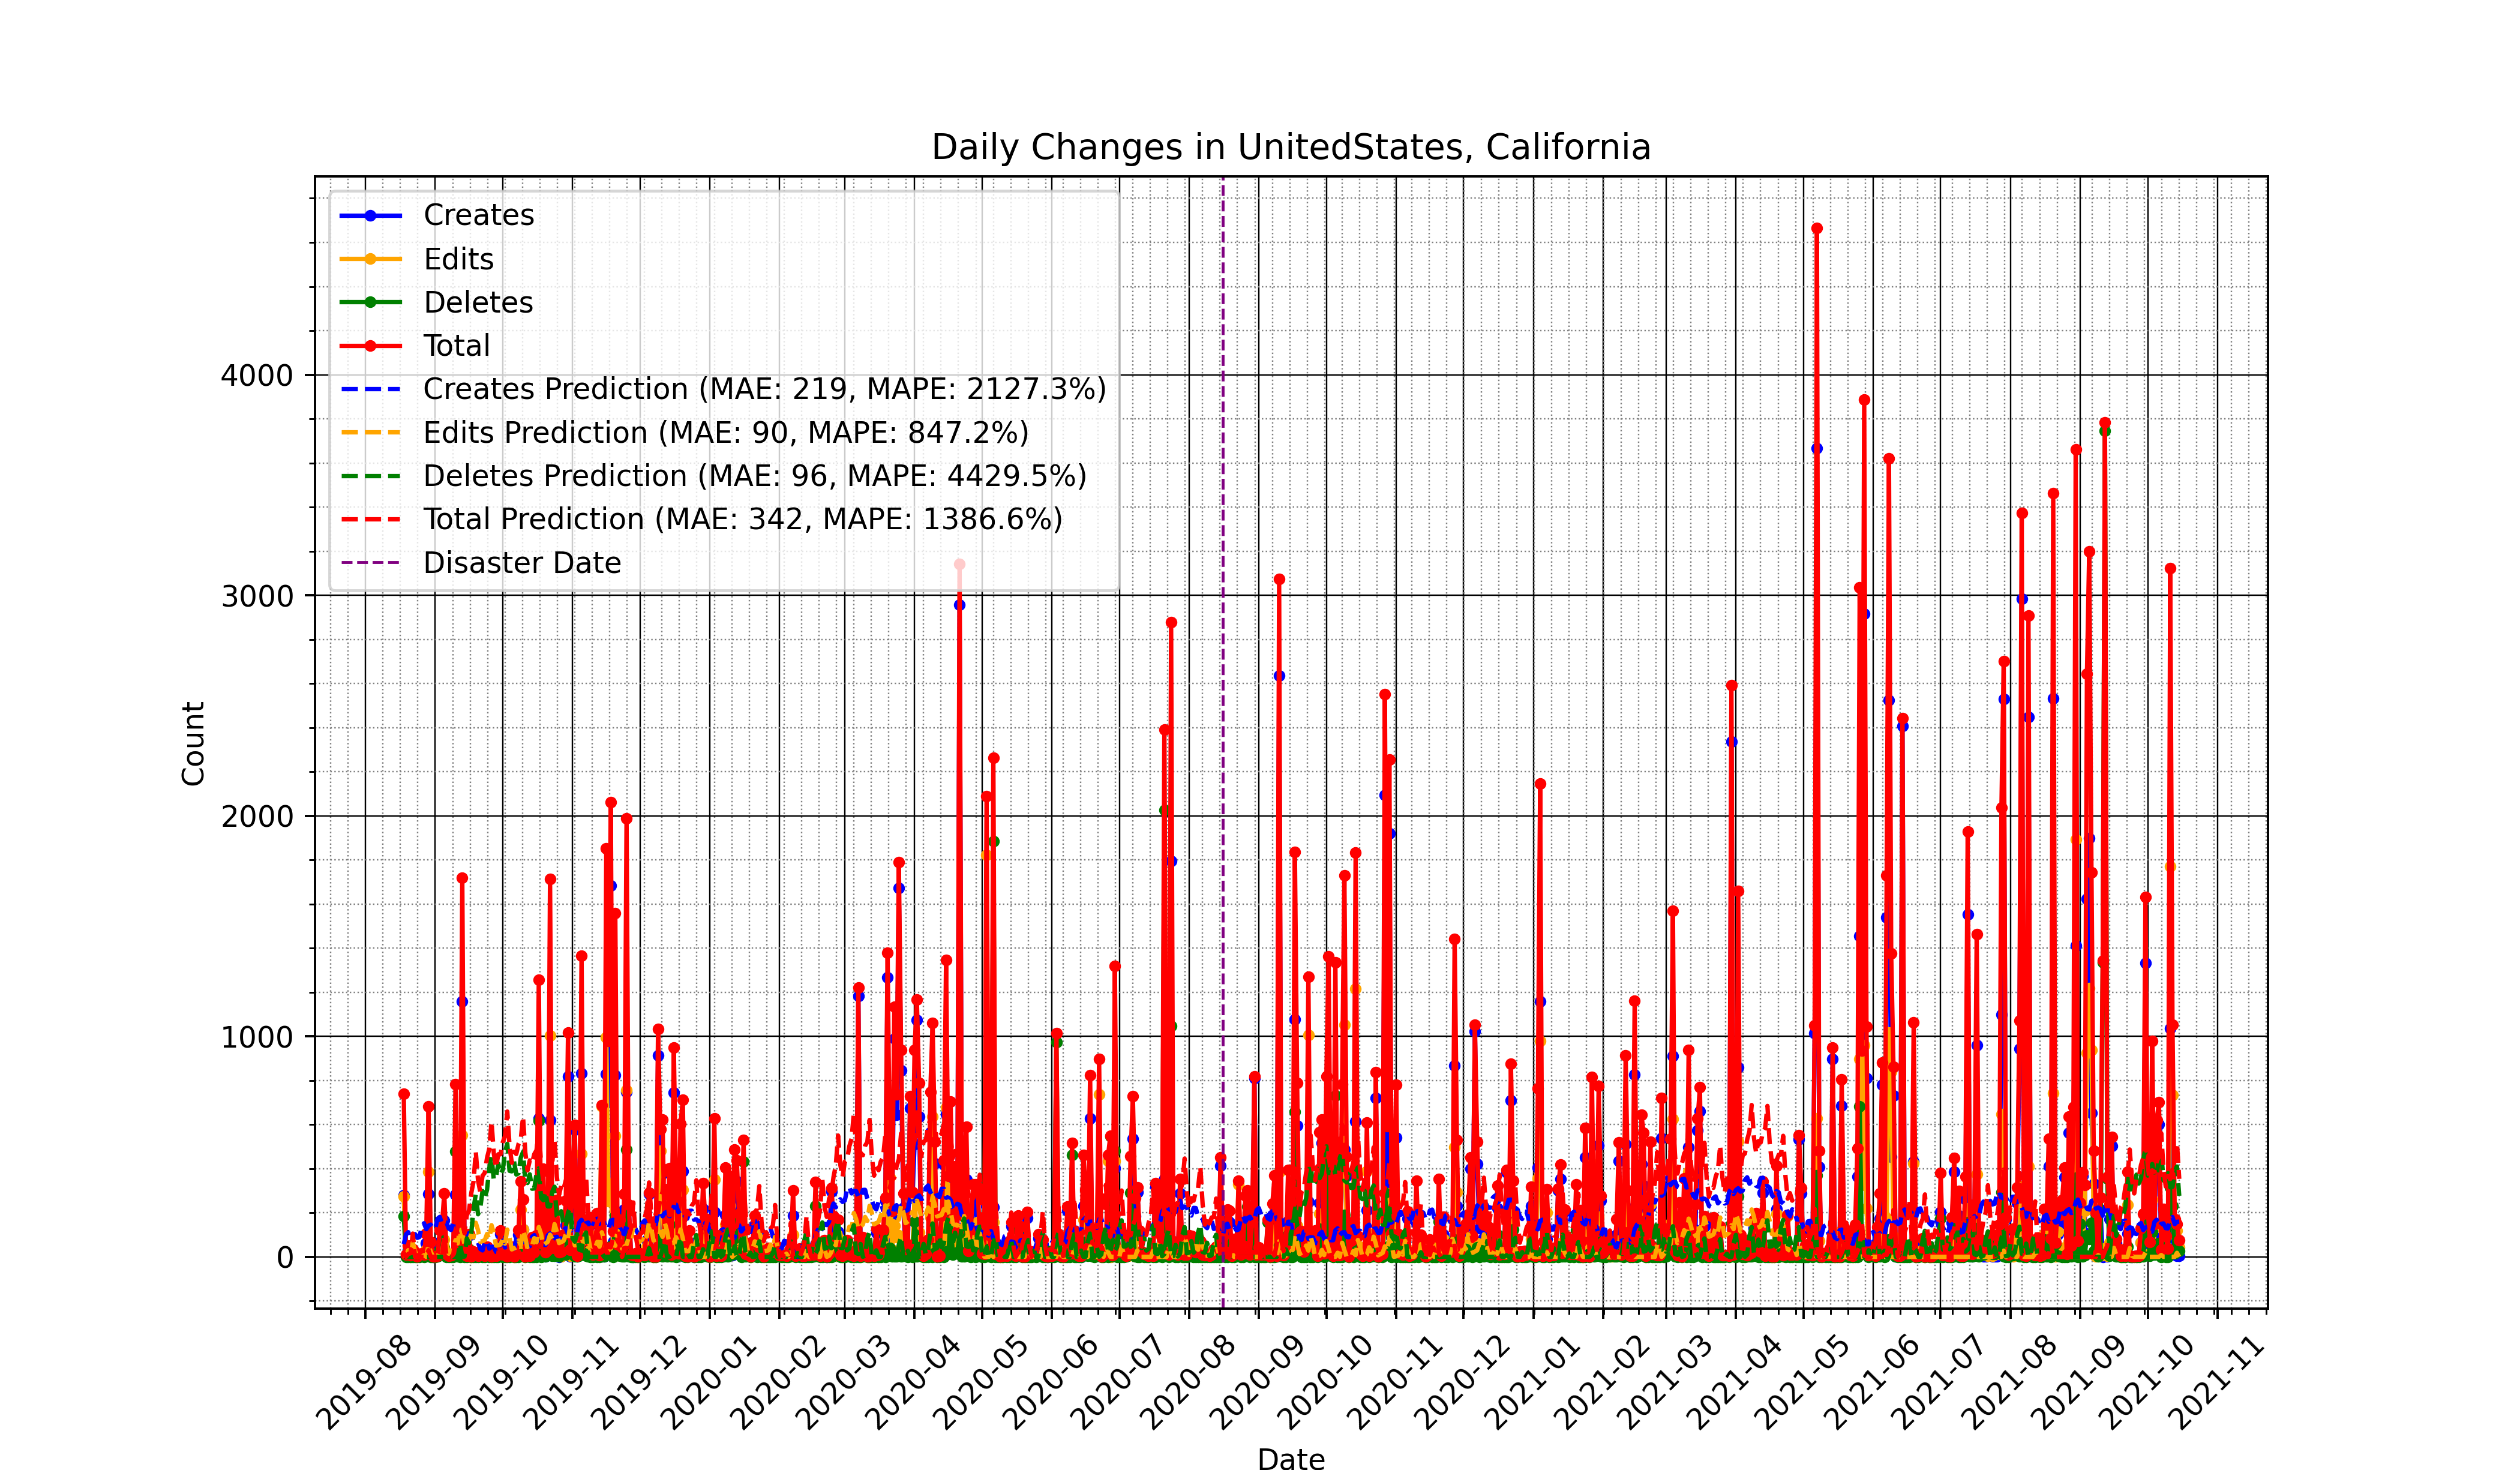 Daily Changes in UnitedStates, California
Creates
Edits
Deletes
Total
Creates Prediction (MAE: 219, MAPE: 2127.3%)
Edits Prediction (MAE: 90, MAPE: 847.2%)
Deletes Prediction (MAE: 96, MAPE: 4429.5%)
Total Prediction (MAE: 342, MAPE: 1386.6%)
Disaster Date
Count
4000
3000
2000
1000
0
2019-08
2019-09
2019-10
2019-11
2019-12
2020-01
2020-02
2020-03
2020-04
2020-05
2020-06
2020-07
2020-08
2020-09
2020-10
2020-11
2020-12
2021-01
2021-02
2021-03
2021-04
2021-05
2021-06
2021-07
2021-08
2021-09
2021-10
2021-11
Date